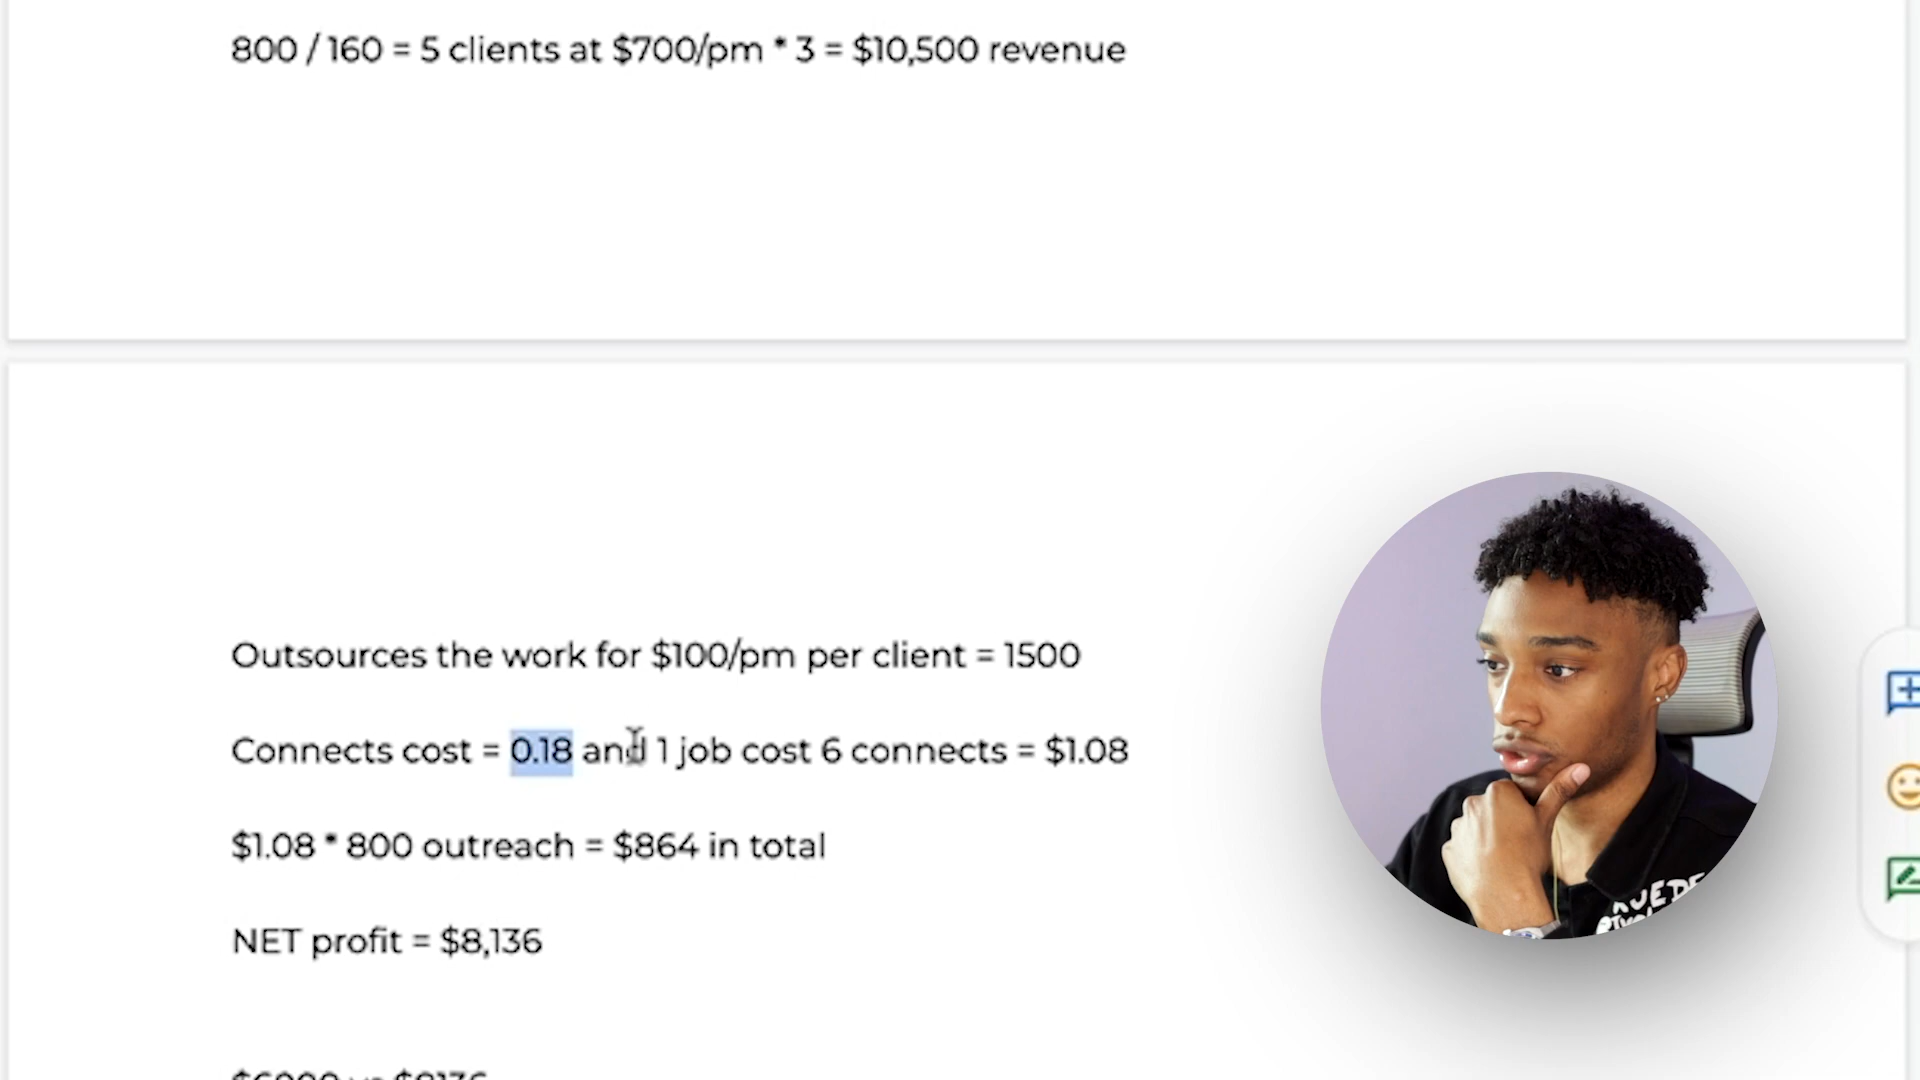 800 / 160 = 5 clients at $700/pm * 3 = $10,500 revenue
Outsources the work for $100/pm per client = 1500
Connects cost = 0.18 and 1 job cost 6 connects = $1.08
$1.08 * 800 outreach = $864 in total
NET profit = $8,136